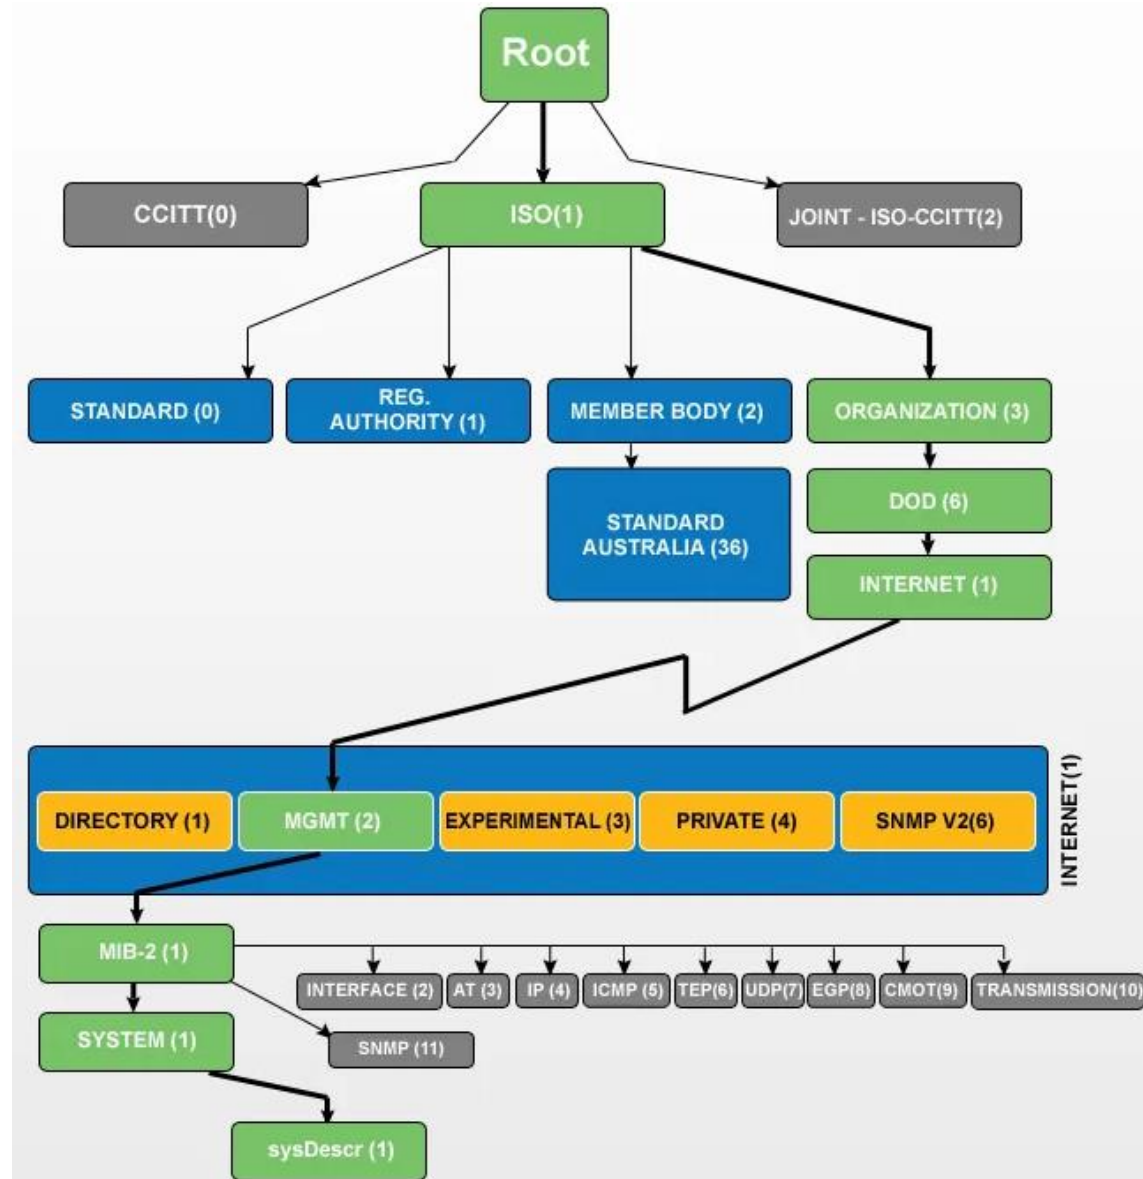 Root
CCITT(0)
ISO(1)
JOINT - ISO-CCITT(2)
STANDARD (0)
REG.
AUTHORITY (1)
MEMBER BODY (2)
ORGANIZATION (3)
STANDARD
AUSTRALIA (36)
DOD (6)
INTERNET (1)
DIRECTORY (1)
MGMT (2)
EXPERIMENTAL (3)
PRIVATE (4)
SNMP V2(6)
INTERNET(1)
MIB-2 (1)
INTERFACE (2)
AT (3)
IP (4)
ICMP (5)
TEP(6)
UDP(7)
EGP(8)
CMOT(9)
TRANSMISSION(10)
SYSTEM (1)
SNMP (11)
sysDescr (1)